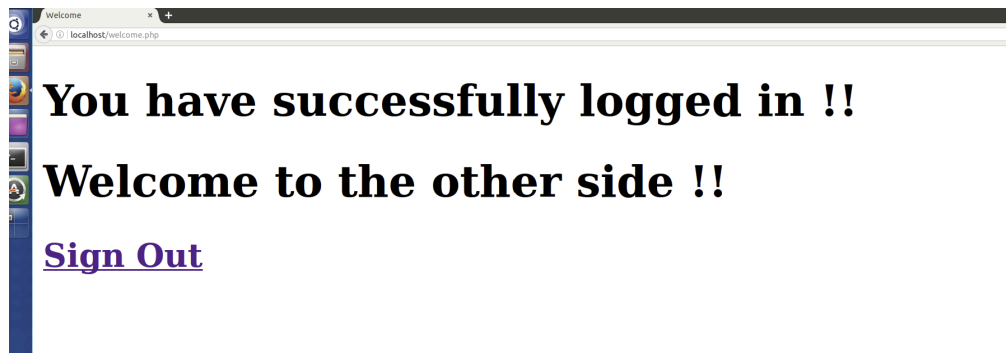 Welcome × +
localhost/welcome.php
You have successfully logged in !!
Welcome to the other side !!
Sign Out